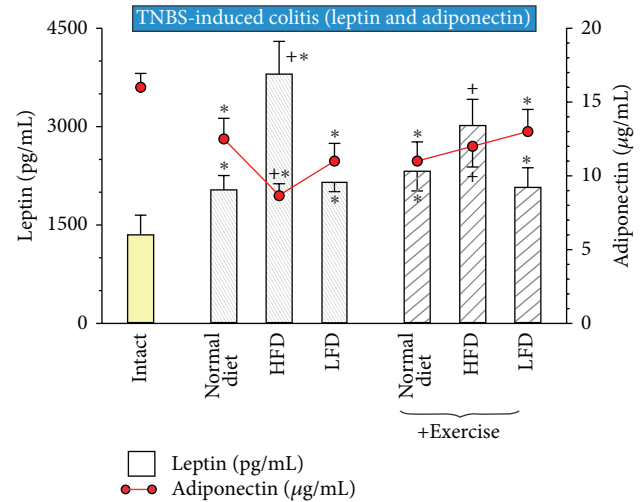 TNBS-induced colitis (leptin and adiponectin)
4500
3000
1500
0
Leptin (pg/mL)
20
15
10
5
0
Adiponectin (μg/mL)
*
*
+*
+*
*
*
*
*
+
+
*
*
Intact
Normal
diet
HFD
LFD
Normal
diet
HFD
LFD
+Exercise
Leptin (pg/mL)
Adiponectin (μg/mL)